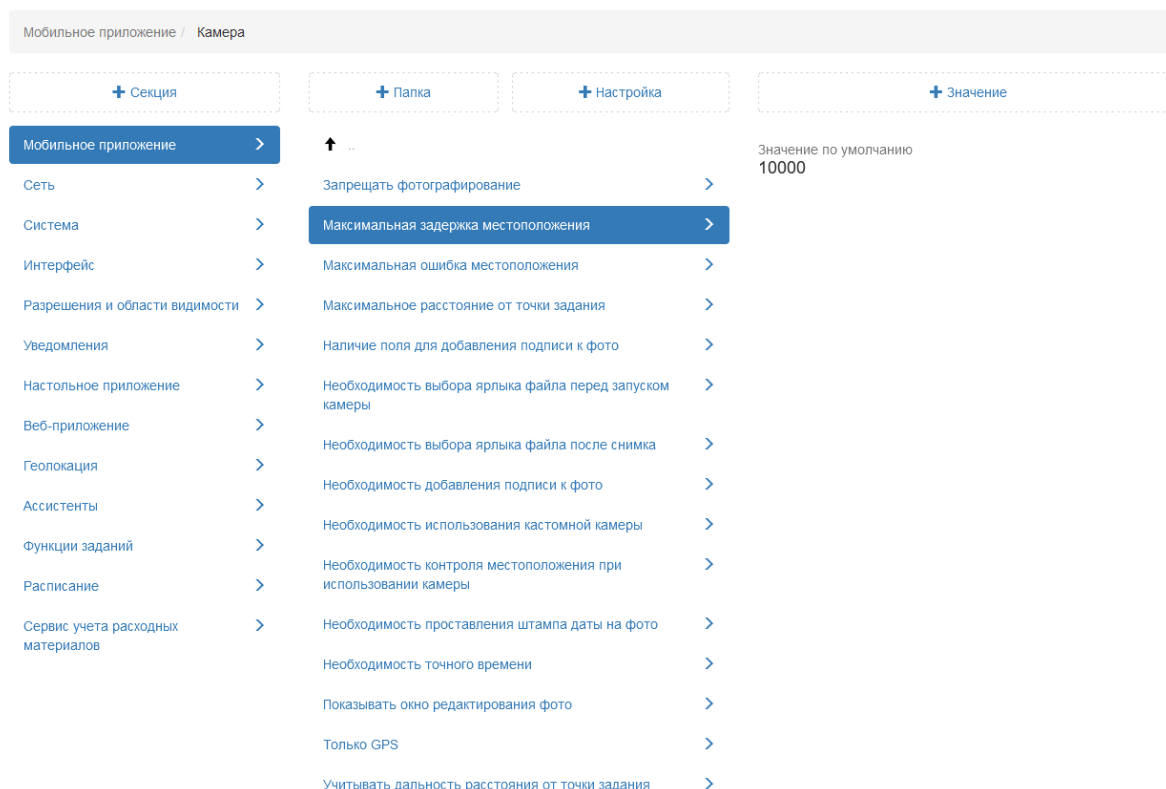 Мобильное приложение / Камера
+ Секция
+ Папка
+ Настройка
+ Значение
Мобильное приложение
Сеть
Система
Интерфейс
Разрешения и области видимости
Уведомления
Настольное приложение
Веб-приложение
Геолокация
Ассистенты
Функции заданий
Расписание
Сервис учета расходных
материалов
..
Запрещать фотографирование
Максимальная задержка местоположения
Максимальная ошибка местоположения
Максимальное расстояние от точки задания
Наличие поля для добавления подписи к фото
Необходимость выбора ярлыка файла перед запуском
камеры
Необходимость выбора ярлыка файла после снимка
Необходимость добавления подписи к фото
Необходимость использования кастомной камеры
Необходимость контроля местоположения при
использовании камеры
Необходимость проставления штампа даты на фото
Необходимость точного времени
Показывать окно редактирования фото
Только GPS
Учитывать дальность расстояния от точки задания
Значение по умолчанию
10000